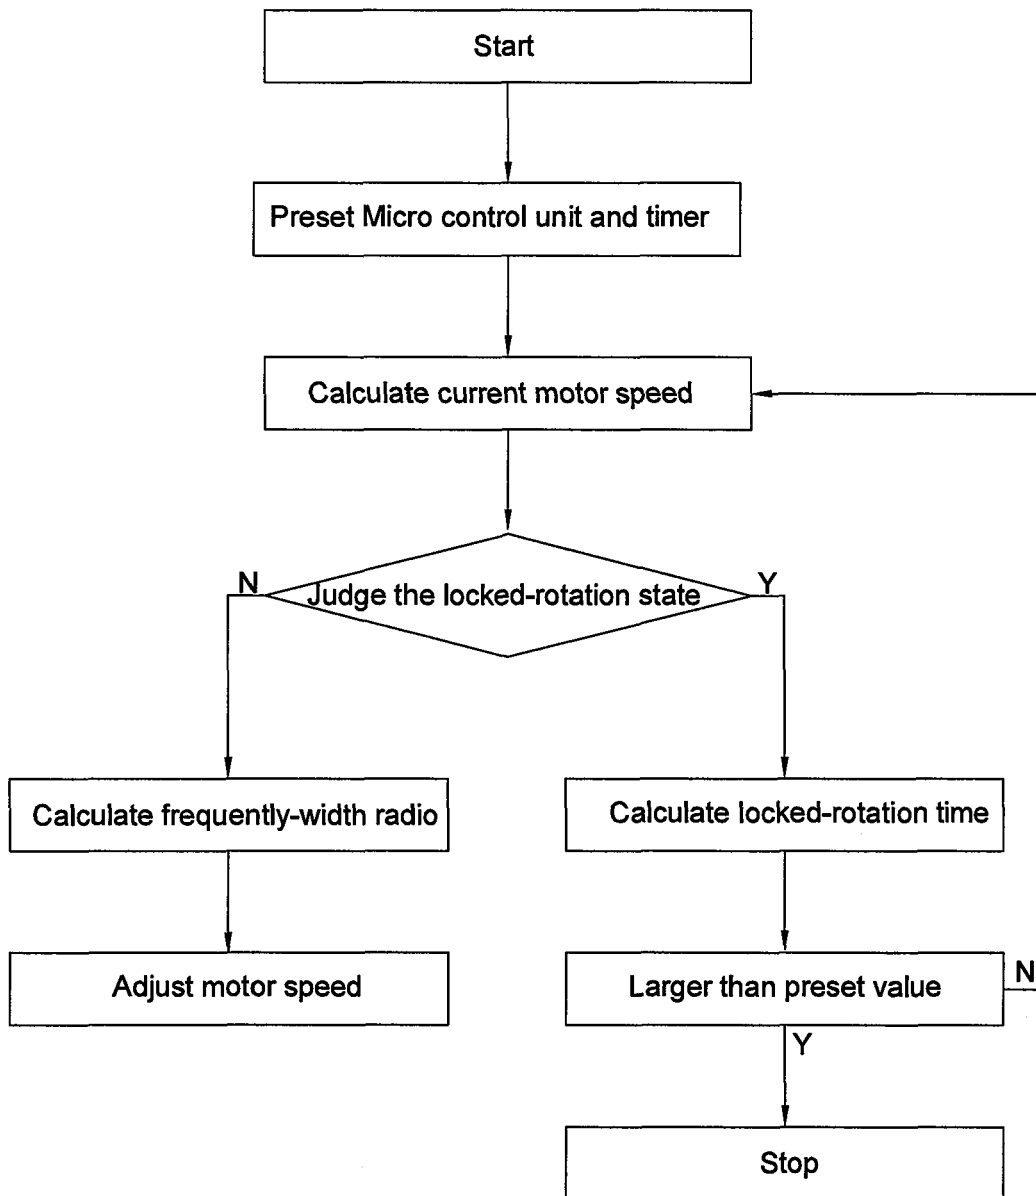 Start
Preset Micro control unit and timer
Calculate current motor speed
N
Judge the locked-rotation state
Y
Calculate frequently-width radio
Calculate locked-rotation time
Adjust motor speed
Larger than preset value
N
Y
Stop